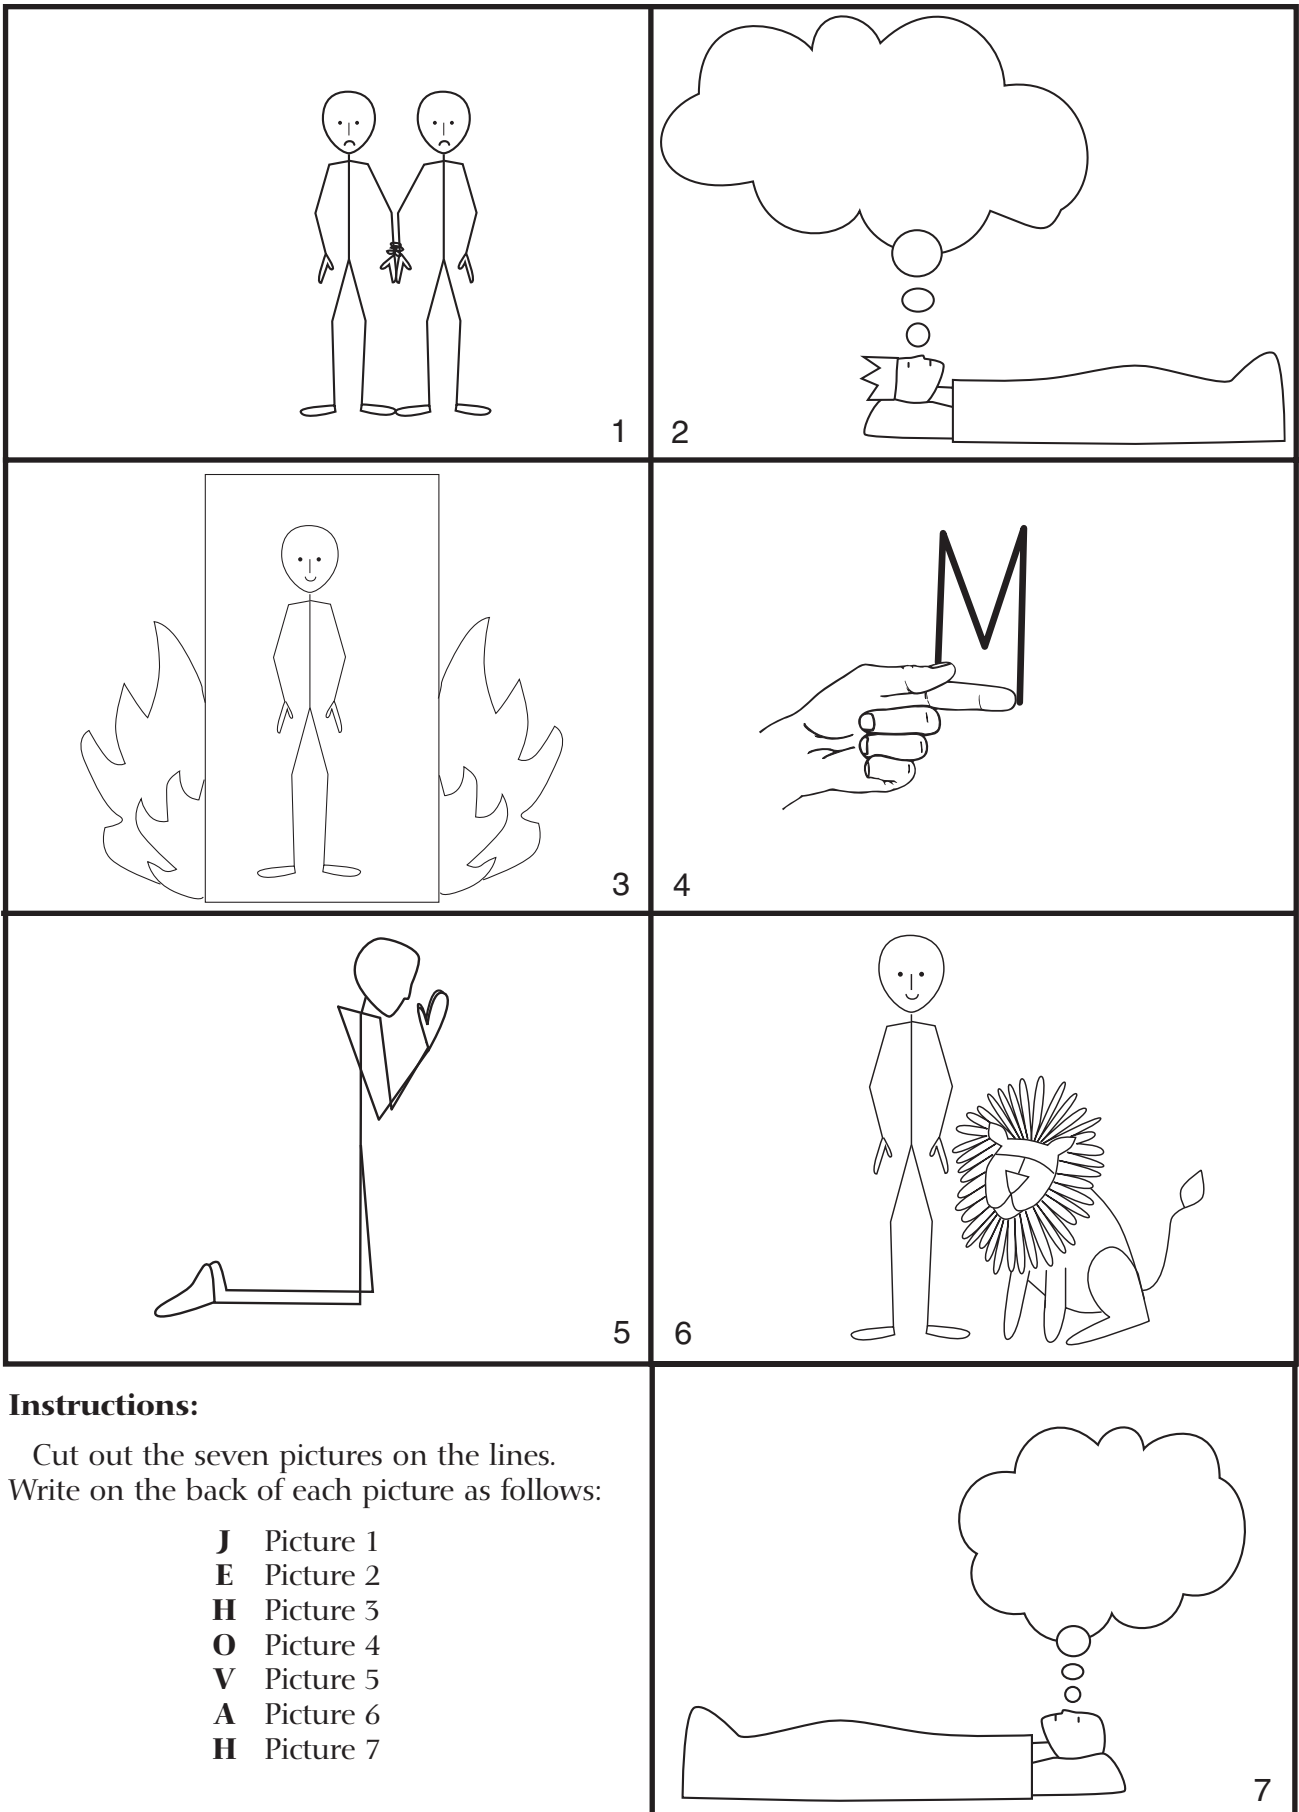 1
2
3
M
4
5
6
Instructions:
Cut out the seven pictures on the lines.
Write on the back of each picture as follows:
J Picture 1
E Picture 2
H Picture 3
O Picture 4
V Picture 5
A Picture 6
H Picture 7
7